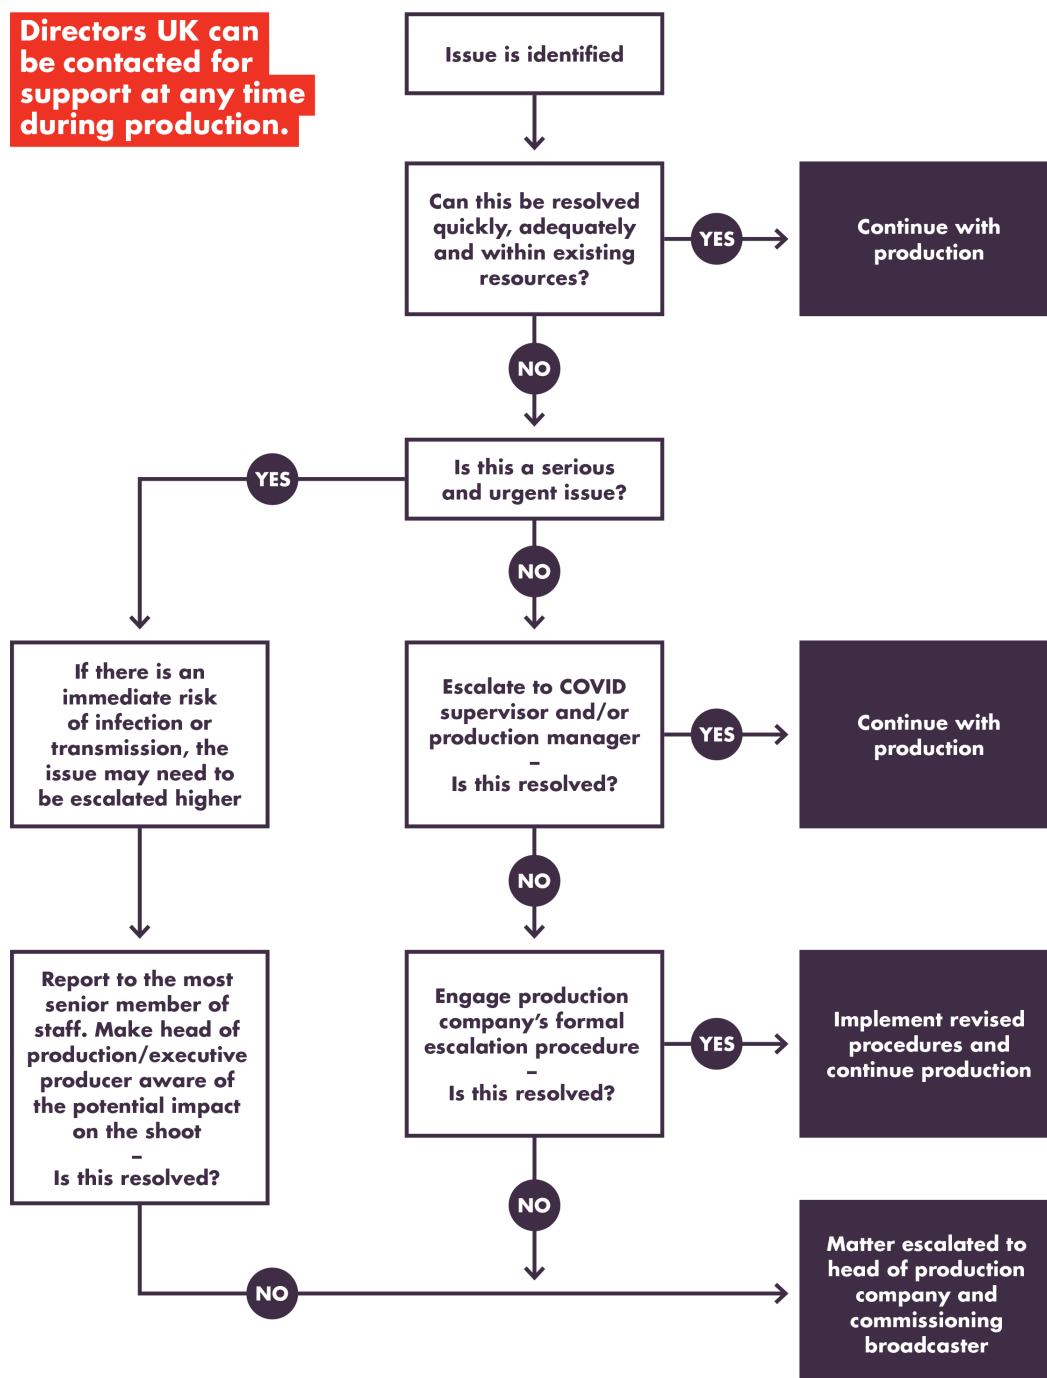 Directors UK can
be contacted for
support at any time
during production.
Issue is identified
Can this be resolved
quickly, adequately
and within existing
resources?
YES
Continue with
production
NO
Is this a serious
and urgent issue?
YES
NO
If there is an
immediate risk
of infection or
transmission, the
issue may need to
be escalated higher
Escalate to COVID
supervisor and/or
production manager
–
Is this resolved?
YES
Continue with
production
NO
Report to the most
senior member of
staff. Make head of
production/executive
producer aware of
the potential impact
on the shoot
–
Is this resolved?
Engage production
company’s formal
escalation procedure
–
Is this resolved?
YES
Implement revised
procedures and
continue production
NO
NO
Matter escalated to
head of production
company and
commissioning
broadcaster